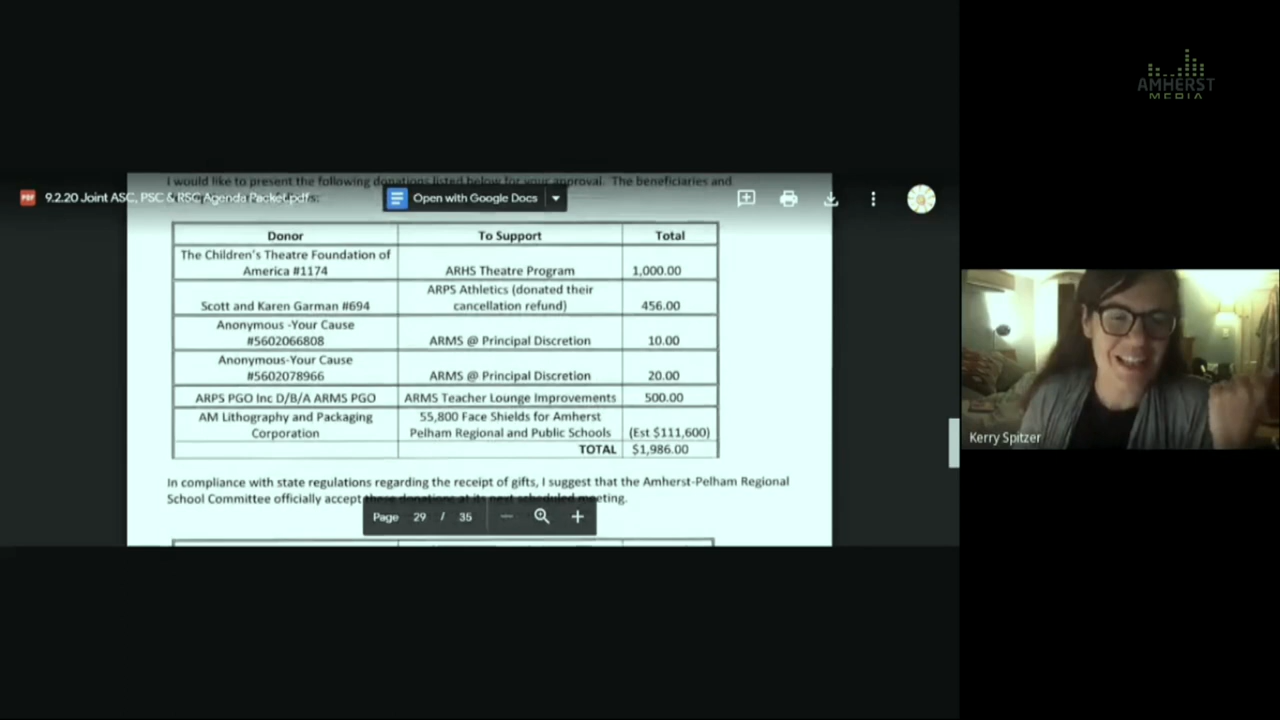 AMHERST
MEDIA
I would like to present the following donations listed below for your approval. The beneficiaries and
9.2.20 Joint ASC, PSC & RSC Agenda Packet.pdf
Open with Google Docs
Donor To Support Total
The Children's Theatre Foundation of
America #1174 ARHS Theatre Program 1,000.00
ARPS Athletics (donated their
Scott and Karen Garman #694 cancellation refund) 456.00
Anonymous -Your Cause
#5602066808 ARMS @ Principal Discretion 10.00
Anonymous-Your Cause
#5602078966 ARMS @ Principal Discretion 20.00
ARPS PGO Inc D/B/A ARMS PGO ARMS Teacher Lounge Improvements 500.00
AM Lithography and Packaging 55,800 Face Shields for Amherst
Corporation Pelham Regional and Public Schools (Est $111,600)
TOTAL $1,986.00
In compliance with state regulations regarding the receipt of gifts, I suggest that the Amherst-Pelham Regional
School Committee officially accept these donations at its next scheduled meeting.
Page 29 / 35
Kerry Spitzer